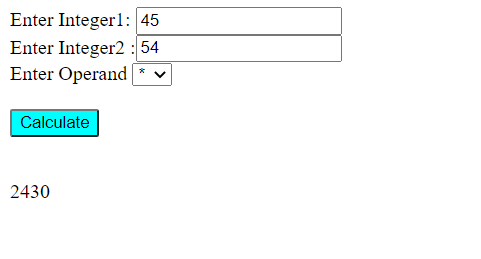 Enter Integer1: 45
Enter Integer2 : 54
Enter Operand *
Calculate
2430